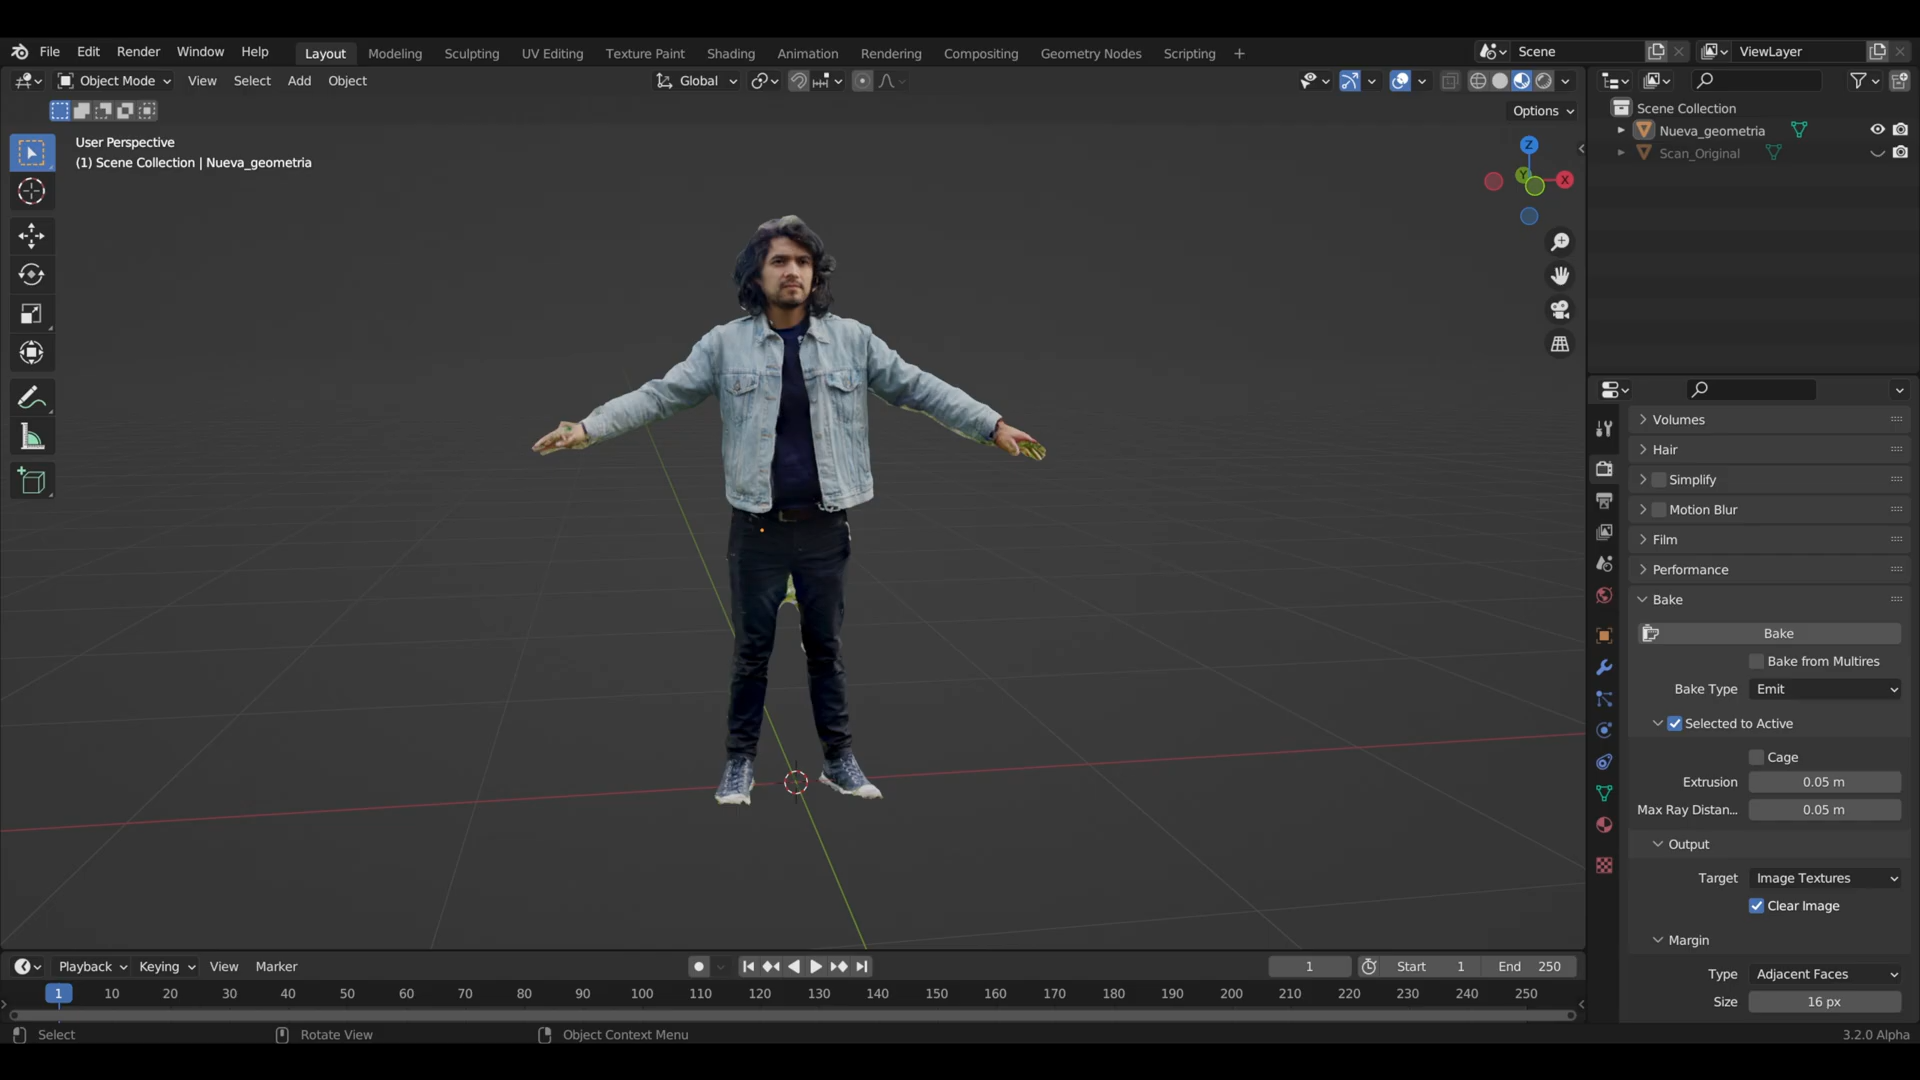 File Edit Render Window Help Layout Modeling Sculpting UV Editing Texture Paint Shading Animation Rendering Compositing Geometry Nodes Scripting + Scene ViewLayer
Object Mode View Select Add Object Global
Options
User Perspective
(1) Scene Collection | Nueva_geometria
Z
Y
X
Scene Collection
Nueva_geometria
Scan_Original
Volumes
Hair
Simplify
Motion Blur
Film
Performance
Bake
Bake
Bake from Multires
Bake Type Emit
Selected to Active
Cage
Extrusion 0.05 m
Max Ray Distan... 0.05 m
Output
Target Image Textures
Clear Image
Margin
Type Adjacent Faces
Size 16 px
Playback Keying View Marker 1 Start 1 End 250
1 10 20 30 40 50 60 70 80 90 100 110 120 130 140 150 160 170 180 190 200 210 220 230 240 250
Select Rotate View Object Context Menu 3.2.0 Alpha